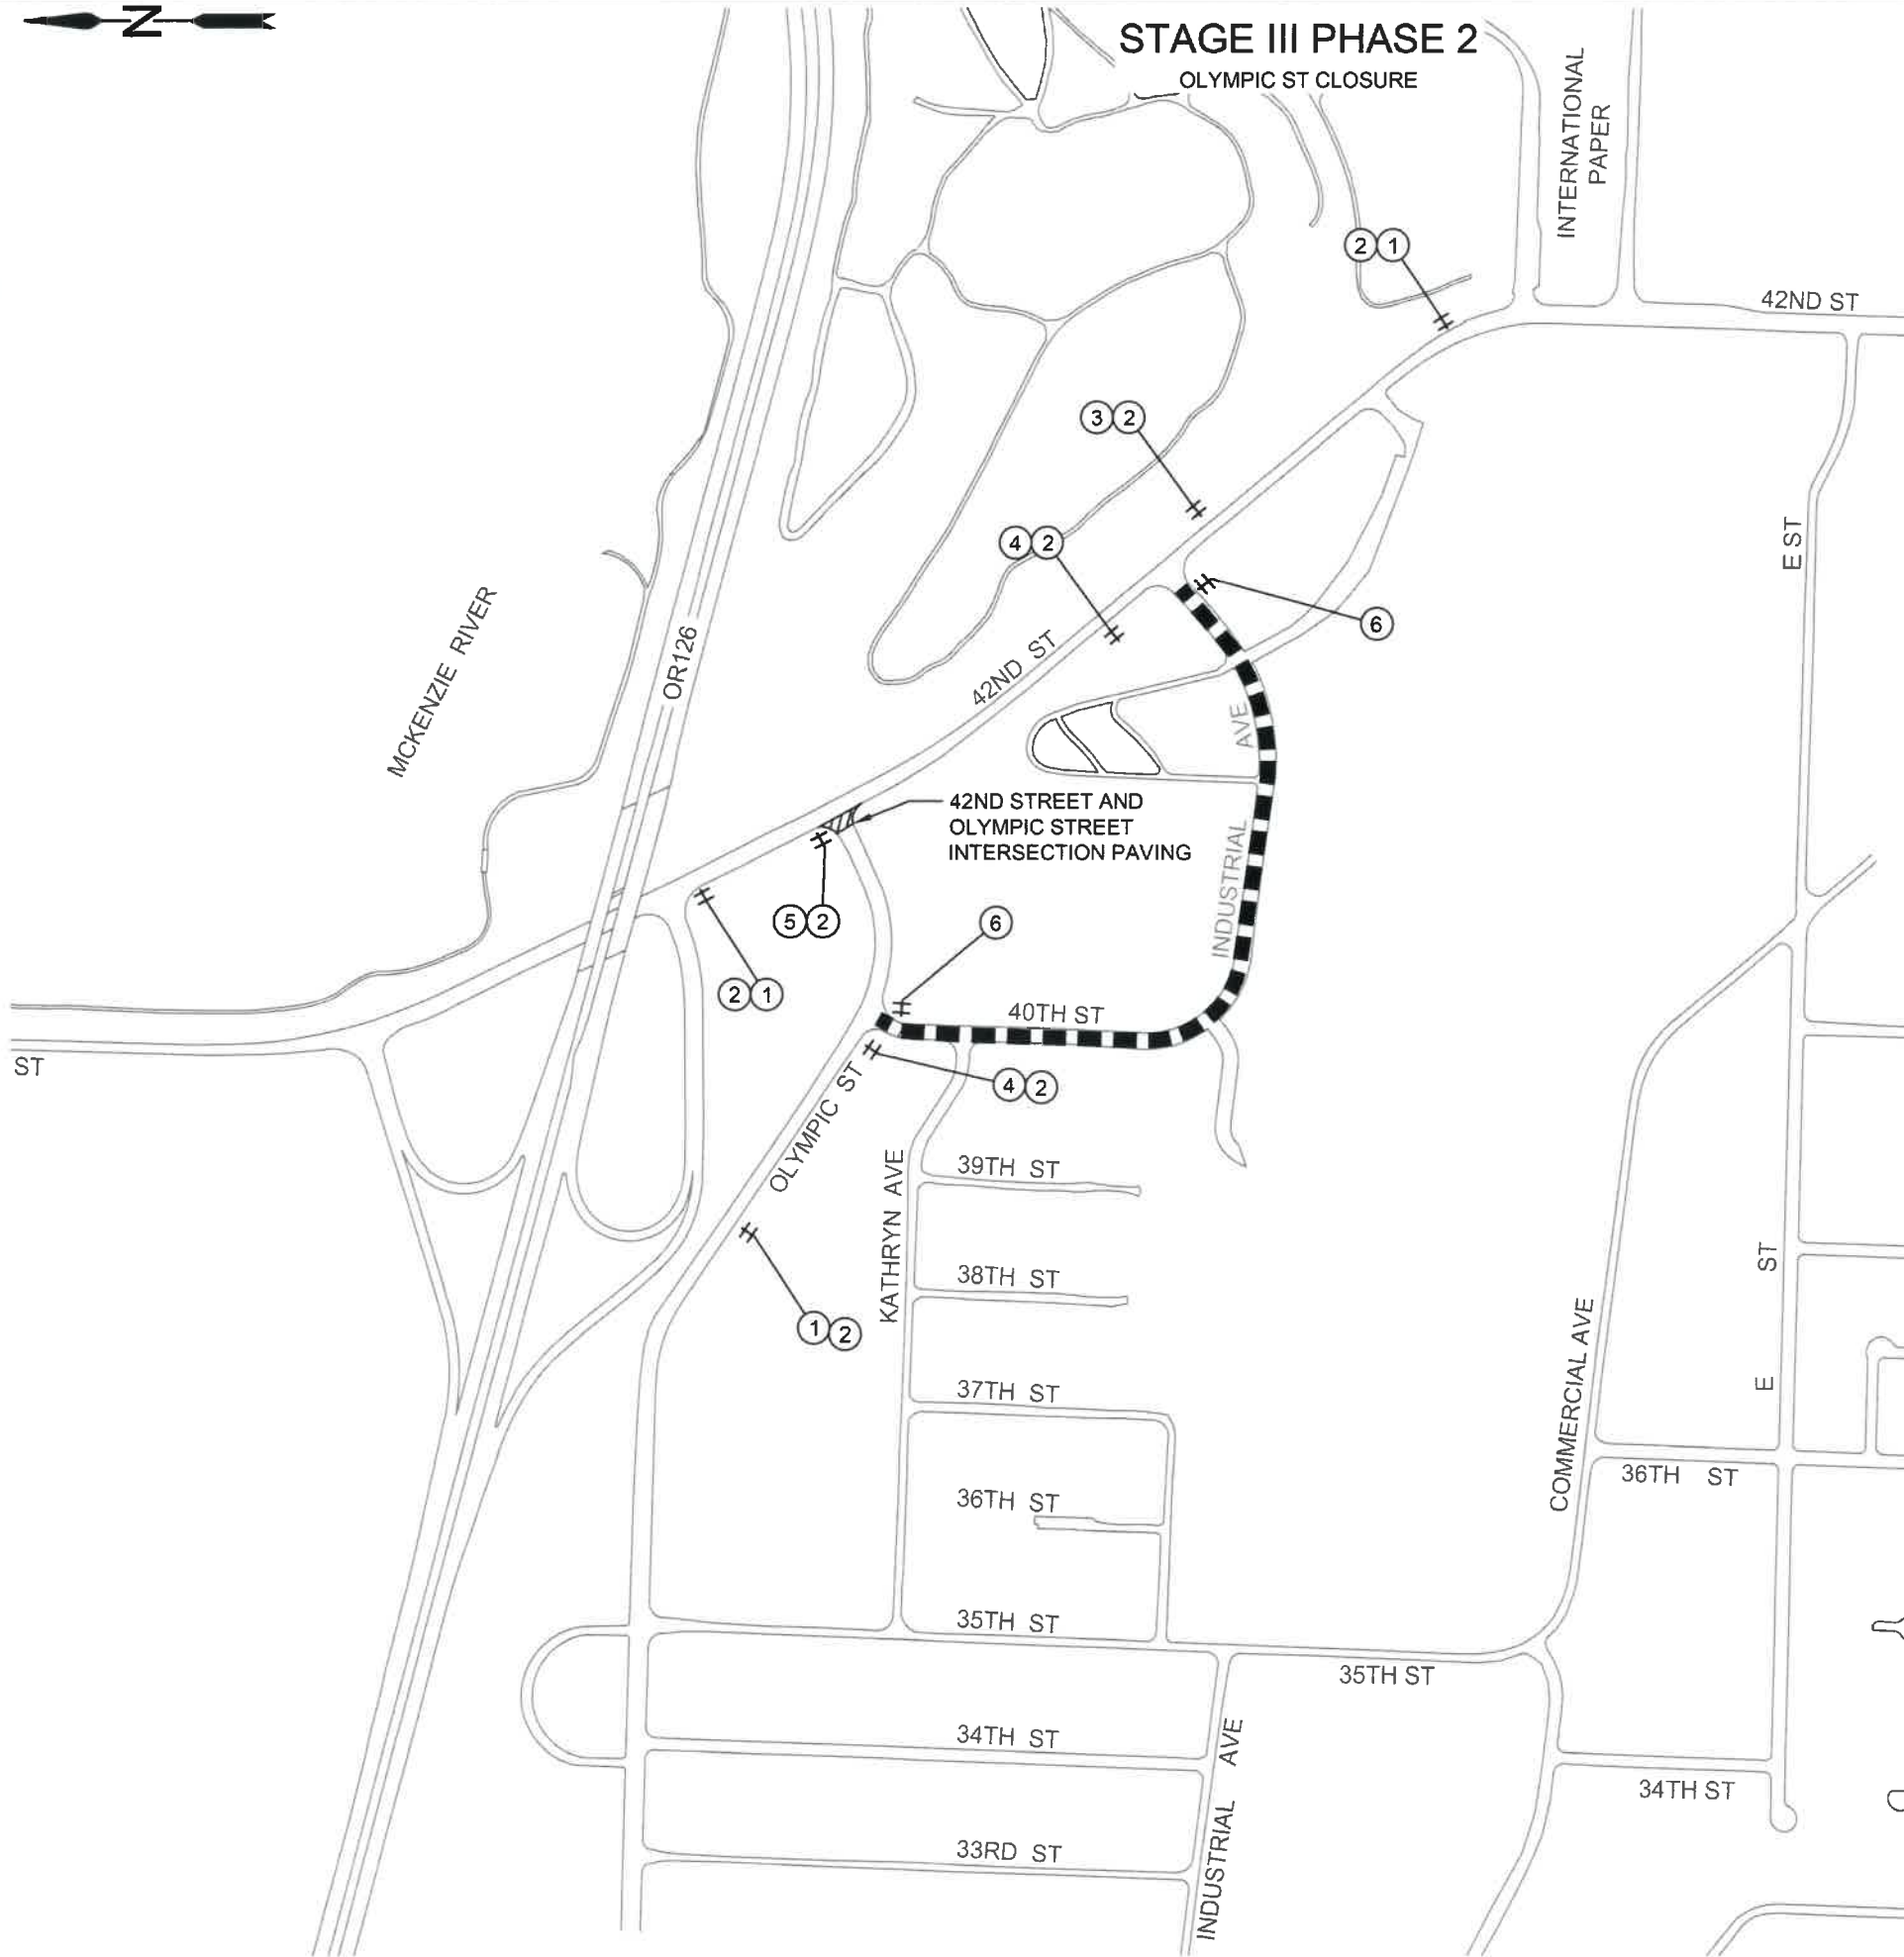 N
STAGE III PHASE 2
OLYMPIC ST CLOSURE
INTERNATIONAL
PAPER
2 1
42ND ST
3 2
4 2
E ST
6
MCKENZIE RIVER
OR126
42ND ST
AVE
INDUSTRIAL
42ND STREET AND
OLYMPIC STREET
INTERSECTION PAVING
5 2
6
2 1
40TH ST
ST
4 2
OLYMPIC ST
KATHRYN AVE
39TH ST
38TH ST
1 2
37TH ST
COMMERCIAL AVE
E ST
36TH ST
36TH ST
35TH ST
35TH ST
34TH ST
INDUSTRIAL AVE
34TH ST
33RD ST